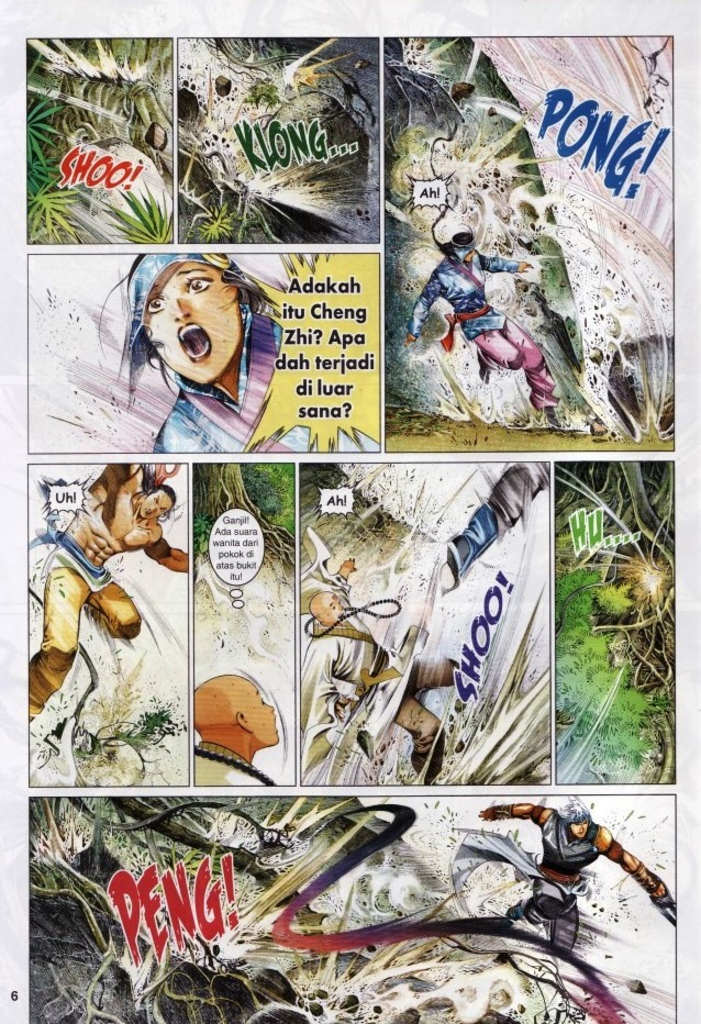 SHOO!
KLONG...
PONG!
Ah!
Adakah
itu Cheng
Zhi? Apa
dah terjadi
di luar
sana?
Uh!
Ganjil!
Ada suara
wanita dari
pokok di
atas bukit
itu!
Ah!
SHOO!
HU....
PENG!
6